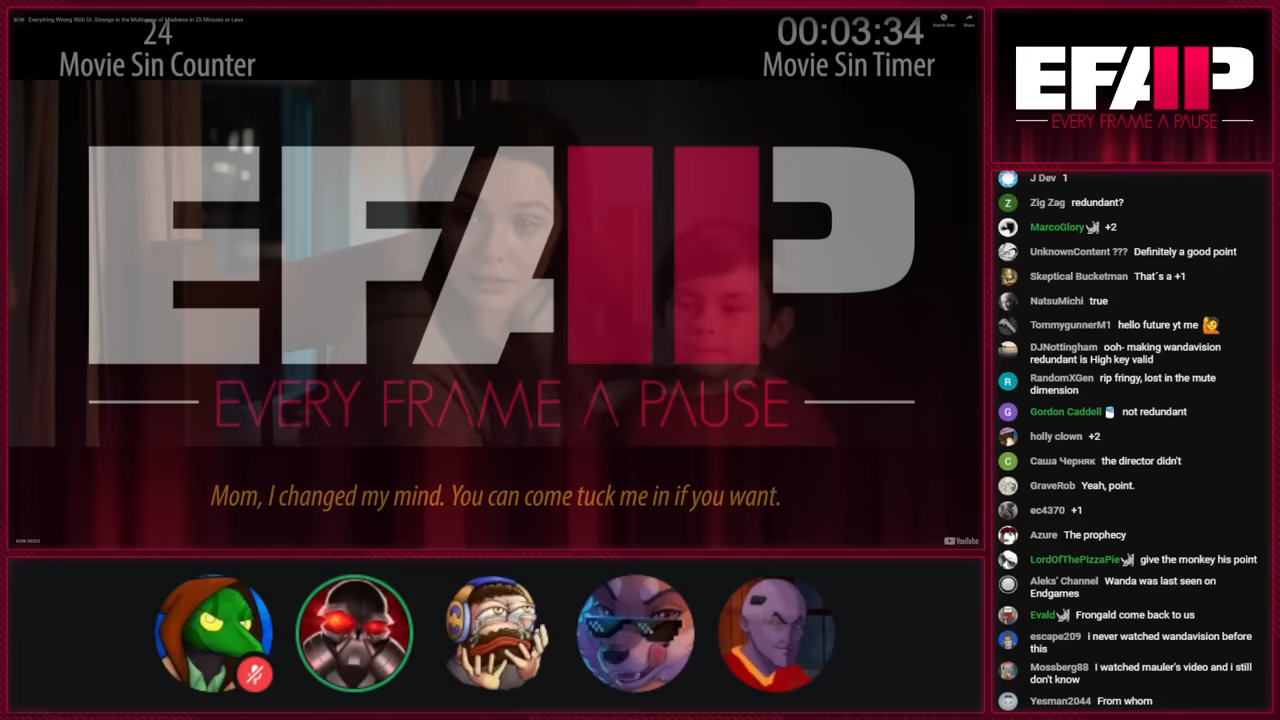 Everything Wrong With Dr. Strange in the Multiverse of Madness in 23 Minutes or Less
Watch later
Share
24
Movie Sin Counter
00:03:34
Movie Sin Timer
EFAP
EVERY FRAME A PAUSE
Mom, I changed my mind. You can come tuck me in if you want.
MORE VIDEOS
YouTube
EFAP
EVERY FRAME A PAUSE
J Dev 1
Z
Zig Zag redundant?
MarcoGlory +2
UnknownContent ??? Definitely a good point
Skeptical Bucketman That´s a +1
NatsuMichi true
TommygunnerM1 hello future yt me
DJNottingham ooh- making wandavision
redundant is High key valid
R
RandomXGen rip fringy, lost in the mute
dimension
G
Gordon Caddell not redundant
holly clown +2
C
Саша Черняк the director didn't
GraveRob Yeah, point.
ec4370 +1
Azure The prophecy
LordOfThePizzaPie give the monkey his point
Aleks' Channel Wanda was last seen on
Endgames
Evald Frongald come back to us
escape209 i never watched wandavision before
this
Mossberg88 I watched mauler's video and i still
don't know
Yesman2044 From whom